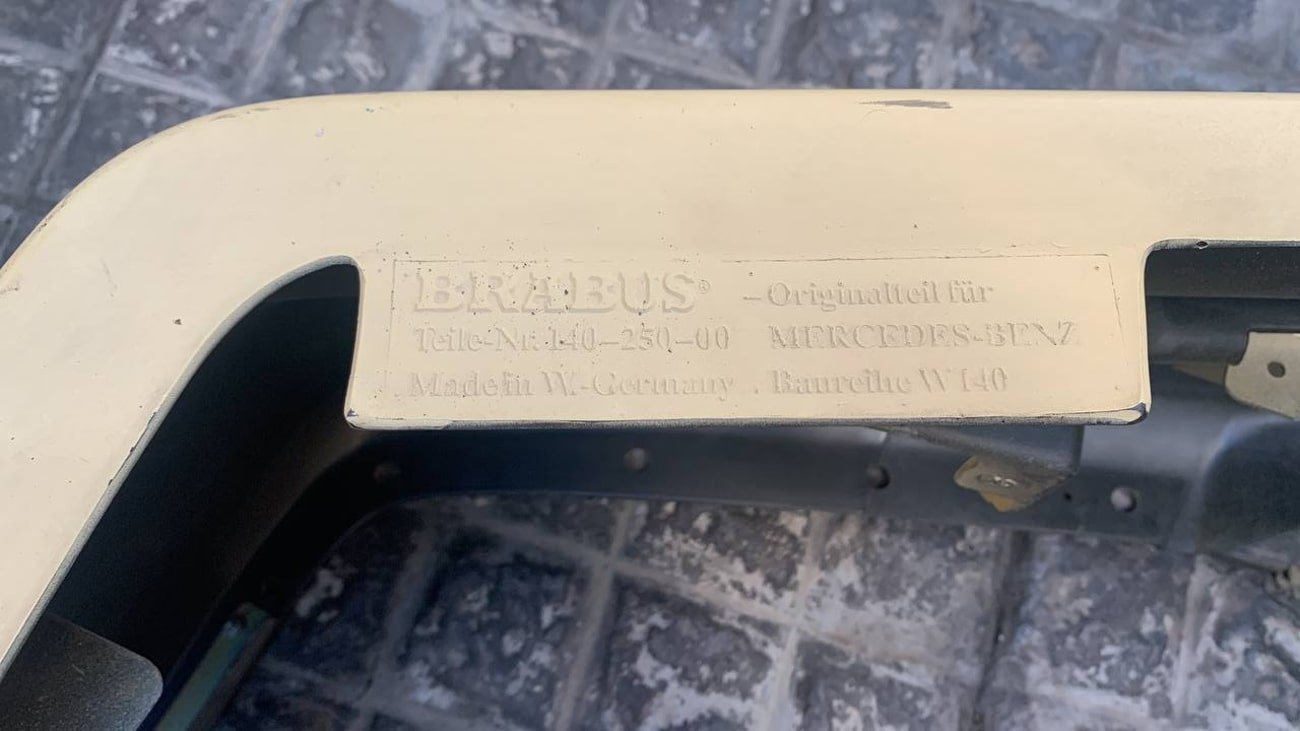 BRABUS® –Originalteil für
Teile-Nr. 140–250–00 MERCEDES-BENZ
Made in W.-Germany . Baureihe W 140